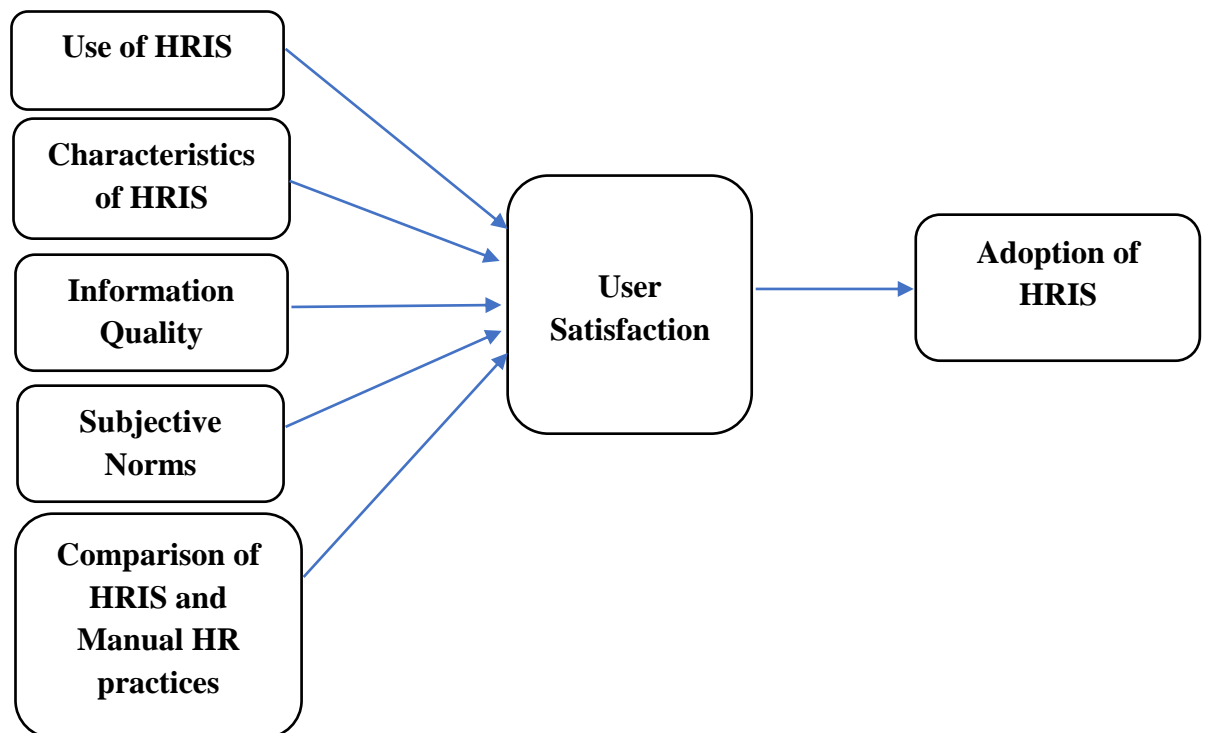 Use of HRIS
Characteristics
of HRIS
Information
Quality
Subjective
Norms
Comparison of
HRIS and
Manual HR
practices
User
Satisfaction
Adoption of
HRIS